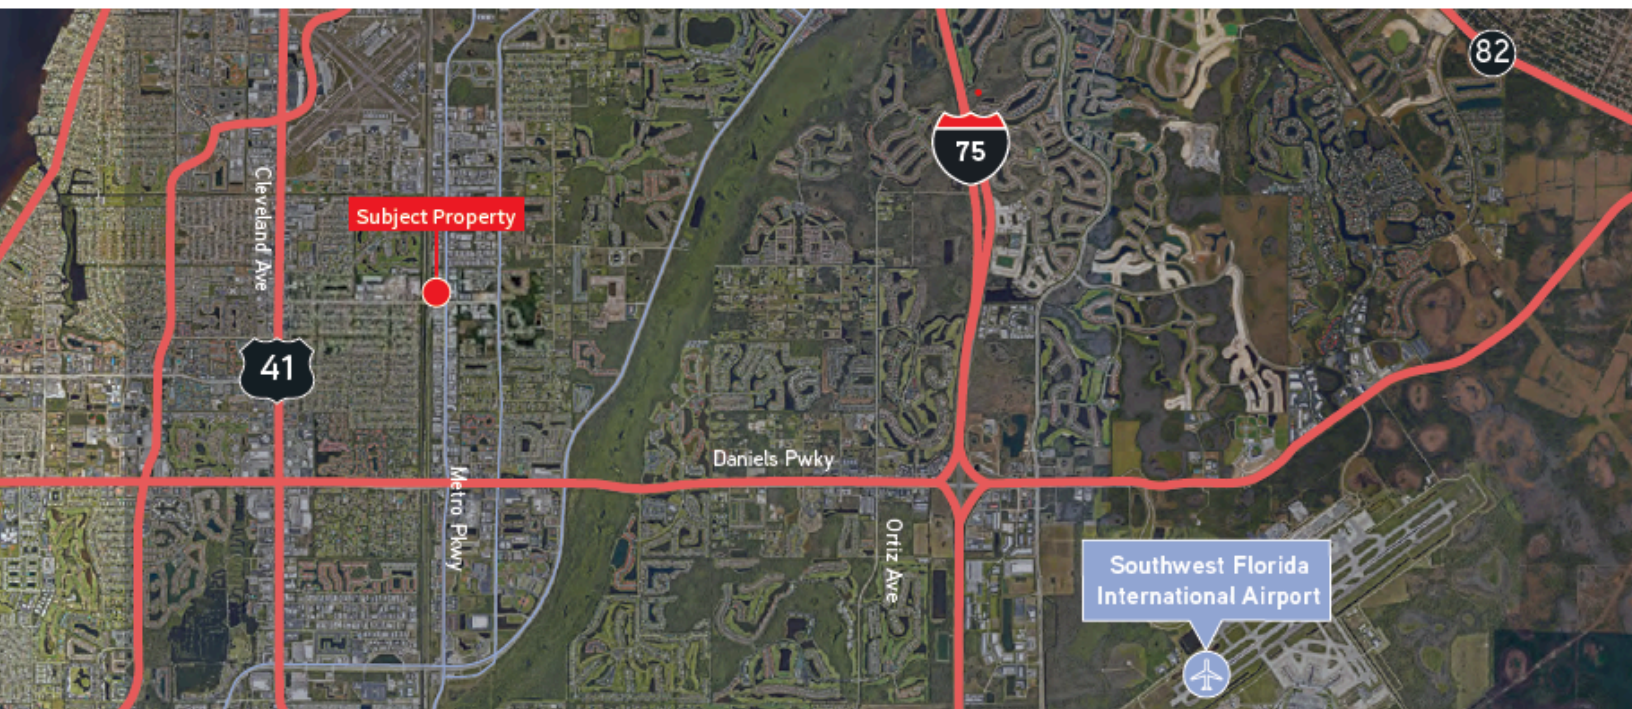 82
75
Cleveland Ave
Subject Property
41
Daniels Pwky
Metro Pkwy
Ortiz Ave
Southwest Florida
International Airport